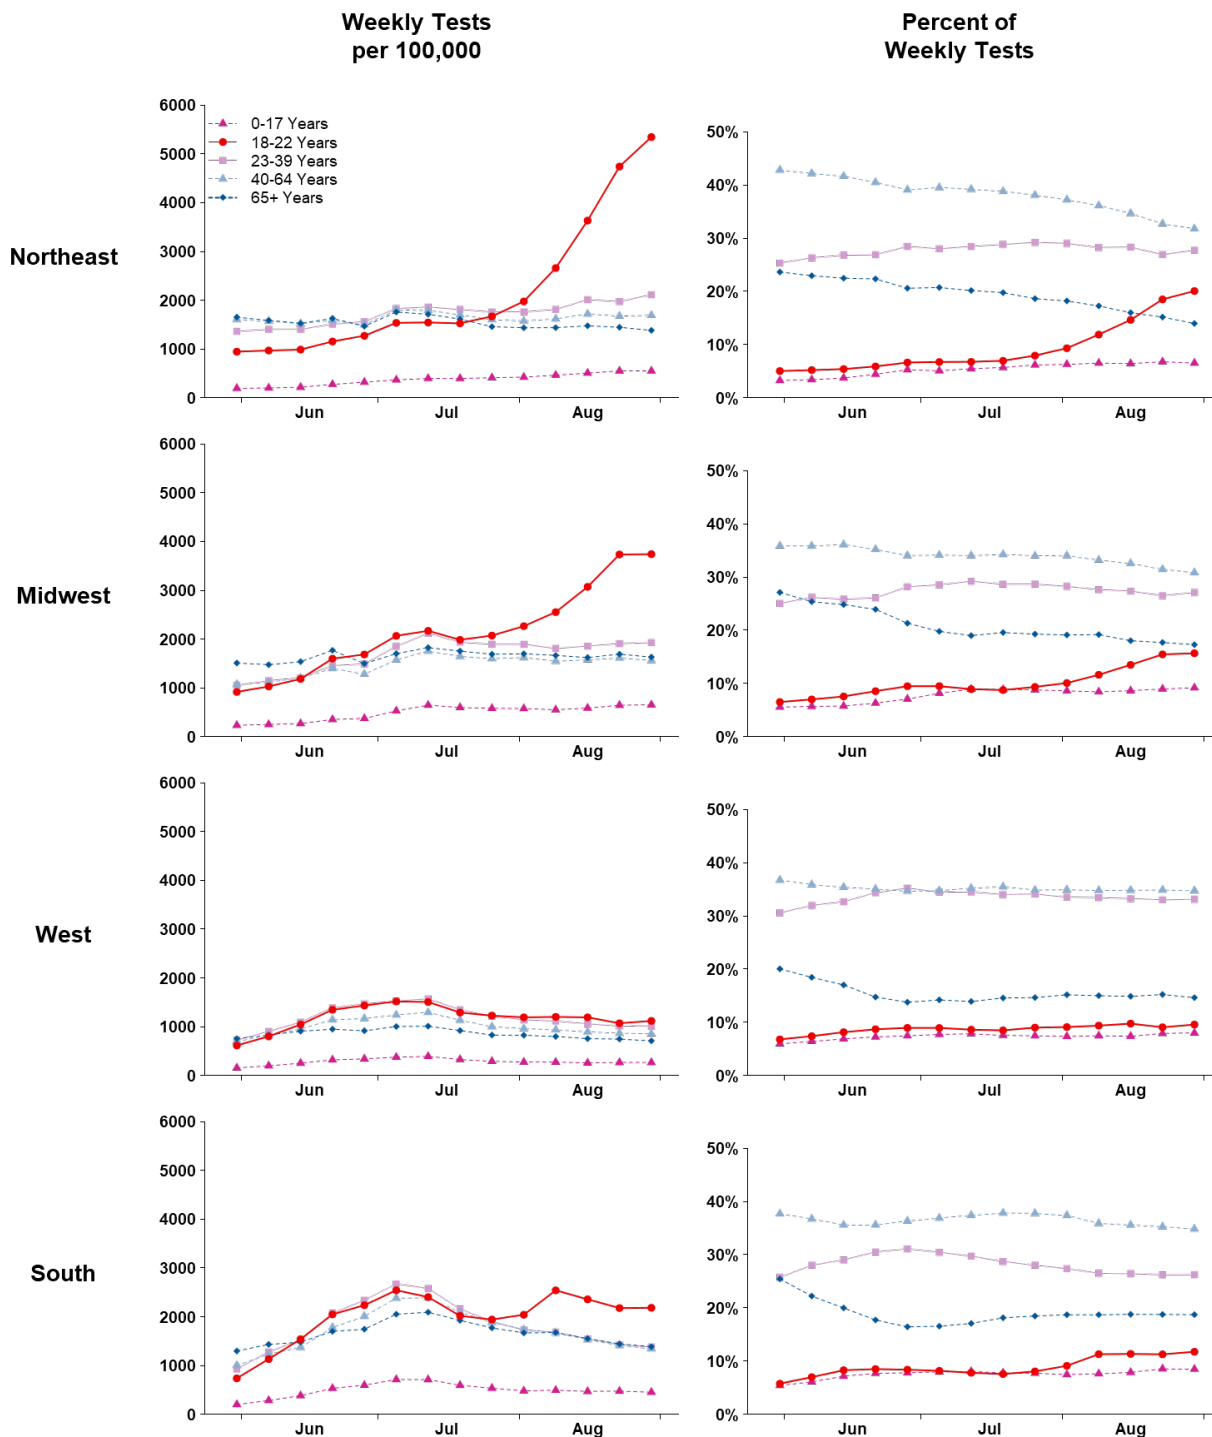 Weekly Tests
per 100,000
Percent of
Weekly Tests
Northeast
6000
5000
4000
3000
2000
1000
0
0-17 Years
18-22 Years
23-39 Years
40-64 Years
65+ Years
Jun Jul Aug
50%
40%
30%
20%
10%
0%
Jun Jul Aug
Midwest
6000
5000
4000
3000
2000
1000
0
Jun Jul Aug
50%
40%
30%
20%
10%
0%
Jun Jul Aug
West
6000
5000
4000
3000
2000
1000
0
Jun Jul Aug
50%
40%
30%
20%
10%
0%
Jun Jul Aug
South
6000
5000
4000
3000
2000
1000
0
Jun Jul Aug
50%
40%
30%
20%
10%
0%
Jun Jul Aug